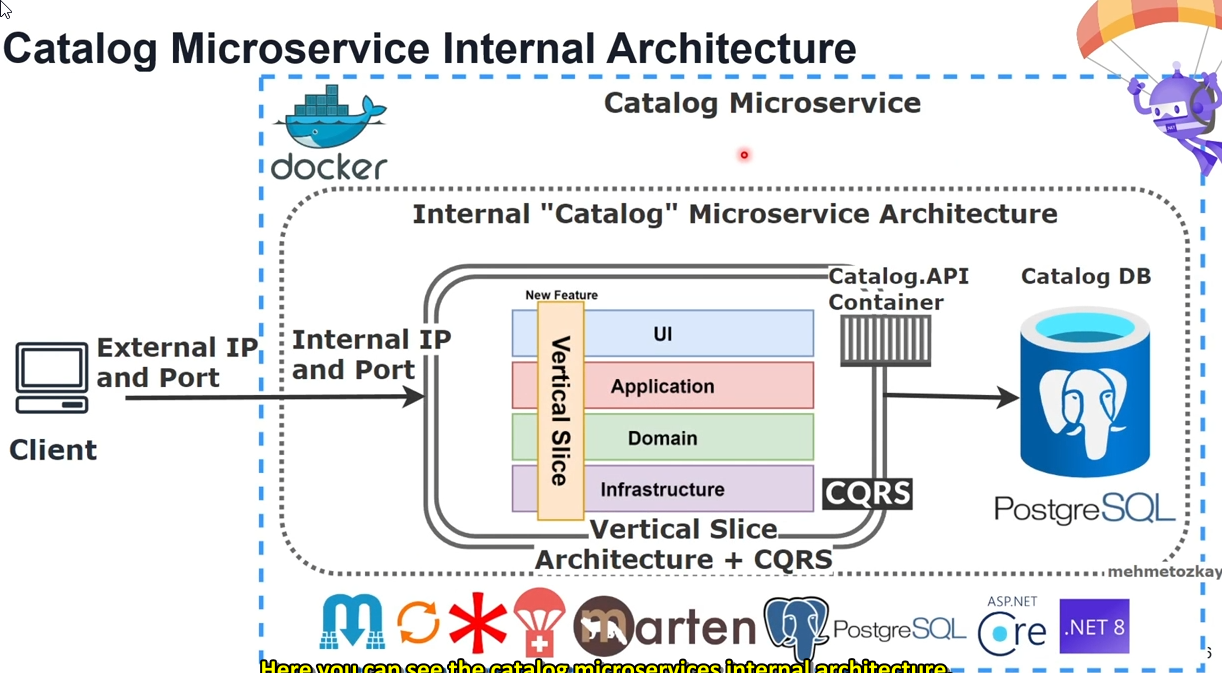 Catalog Microservice Internal Architecture
docker
Catalog Microservice
Internal "Catalog" Microservice Architecture
Catalog.API
Container
Catalog DB
New Feature
Vertical Slice
UI
Application
Domain
Infrastructure
External IP
and Port
Internal IP
and Port
Client
CQRS
PostgreSQL
Vertical Slice
Architecture + CQRS
mehmetozkay
marten
PostgreSQL
ASP.NET
Core
.NET 8
6
Here you can see the catalog microservices internal architecture.